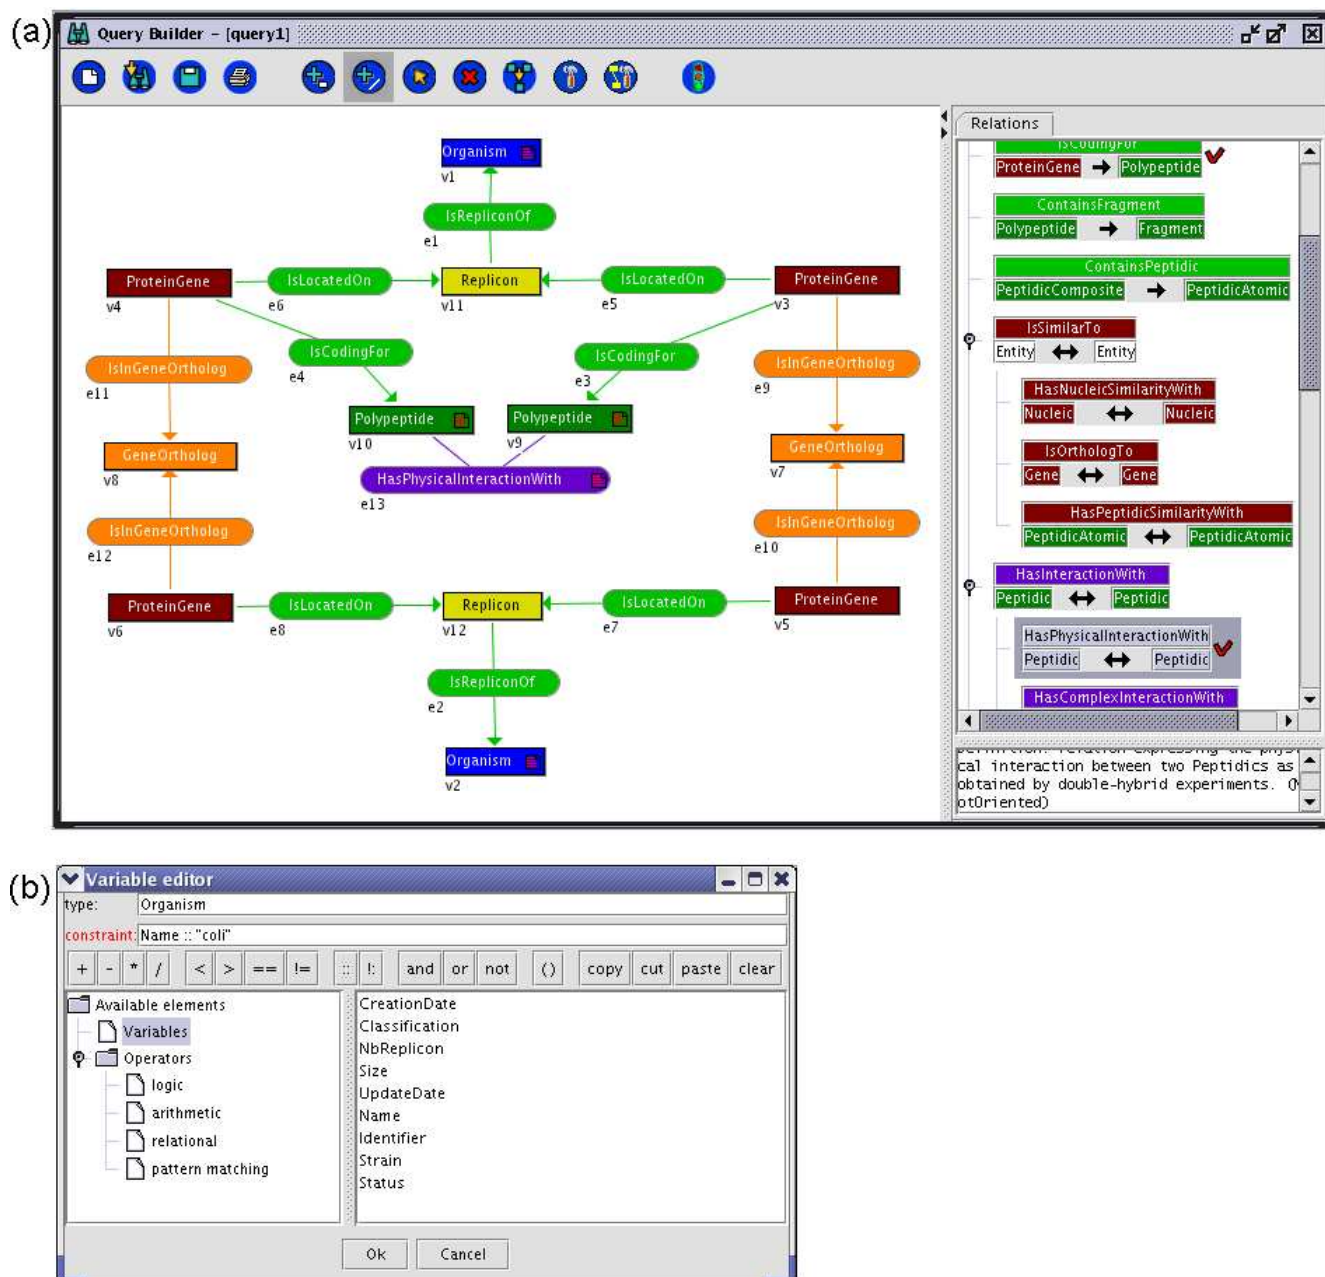 (a)
Query Builder - [query1]
Relations
Organism
v1
IsRepliconOf
e1
ProteinGene
v4
IsLocatedOn
e6
Replicon
v11
IsLocatedOn
e5
ProteinGene
v3
IsCodingFor
e4
IsCodingFor
e3
IsInGeneOrtholog
e11
IsInGeneOrtholog
e9
Polypeptide
v10
Polypeptide
v9
GeneOrtholog
v8
GeneOrtholog
v7
HasPhysicalInteractionWith
e13
IsInGeneOrtholog
e12
IsInGeneOrtholog
e10
ProteinGene
v6
IsLocatedOn
e8
Replicon
v12
IsLocatedOn
e7
ProteinGene
v5
IsRepliconOf
e2
Organism
v2
IsCodingFor
ProteinGene Polypeptide
ContainsFragment
Polypeptide Fragment
ContainsPeptidic
PeptidicComposite PeptidicAtomic
IsSimilarTo
Entity Entity
HasNucleicSimilarityWith
Nucleic Nucleic
IsOrthologTo
Gene Gene
HasPeptidicSimilarityWith
PeptidicAtomic PeptidicAtomic
HasInteractionWith
Peptidic Peptidic
HasPhysicalInteractionWith
Peptidic Peptidic
HasComplexInteractionWith
cal interaction between two Peptidics as
obtained by double-hybrid experiments. (N
otOriented)
(b)
Variable editor
type: Organism
constraint: Name :: "coli"
+ - * / < > == != :: !: and or not () copy cut paste clear
Available elements
Variables
Operators
logic
arithmetic
relational
pattern matching
CreationDate
Classification
NbReplicon
Size
UpdateDate
Name
Identifier
Strain
Status
Ok Cancel